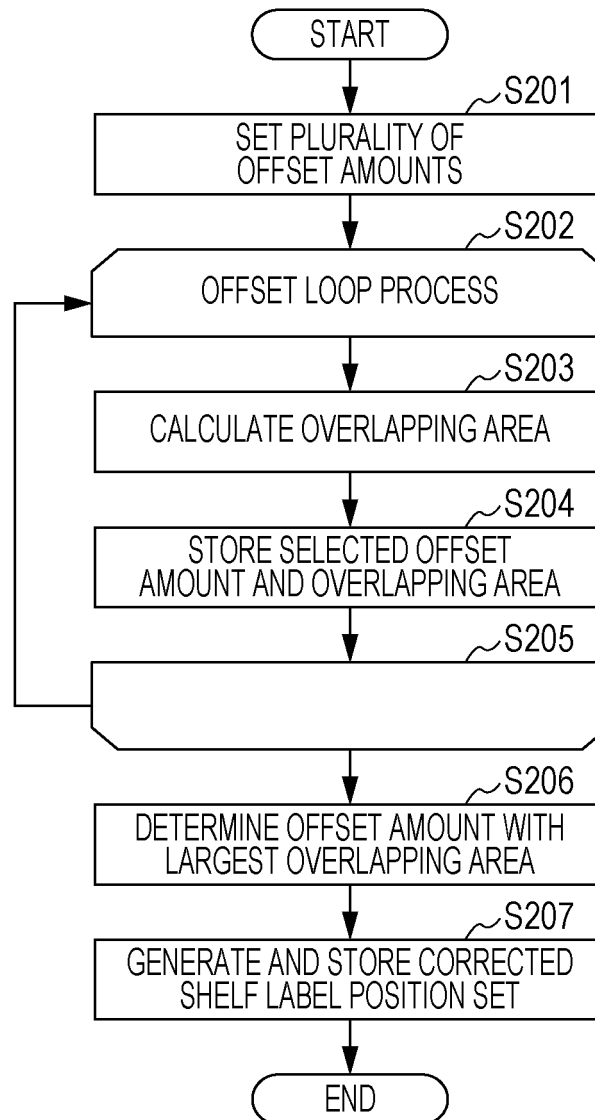 START
S201
SET PLURALITY OF
OFFSET AMOUNTS
S202
OFFSET LOOP PROCESS
S203
CALCULATE OVERLAPPING AREA
S204
STORE SELECTED OFFSET
AMOUNT AND OVERLAPPING AREA
S205
S206
DETERMINE OFFSET AMOUNT WITH
LARGEST OVERLAPPING AREA
S207
GENERATE AND STORE CORRECTED
SHELF LABEL POSITION SET
END